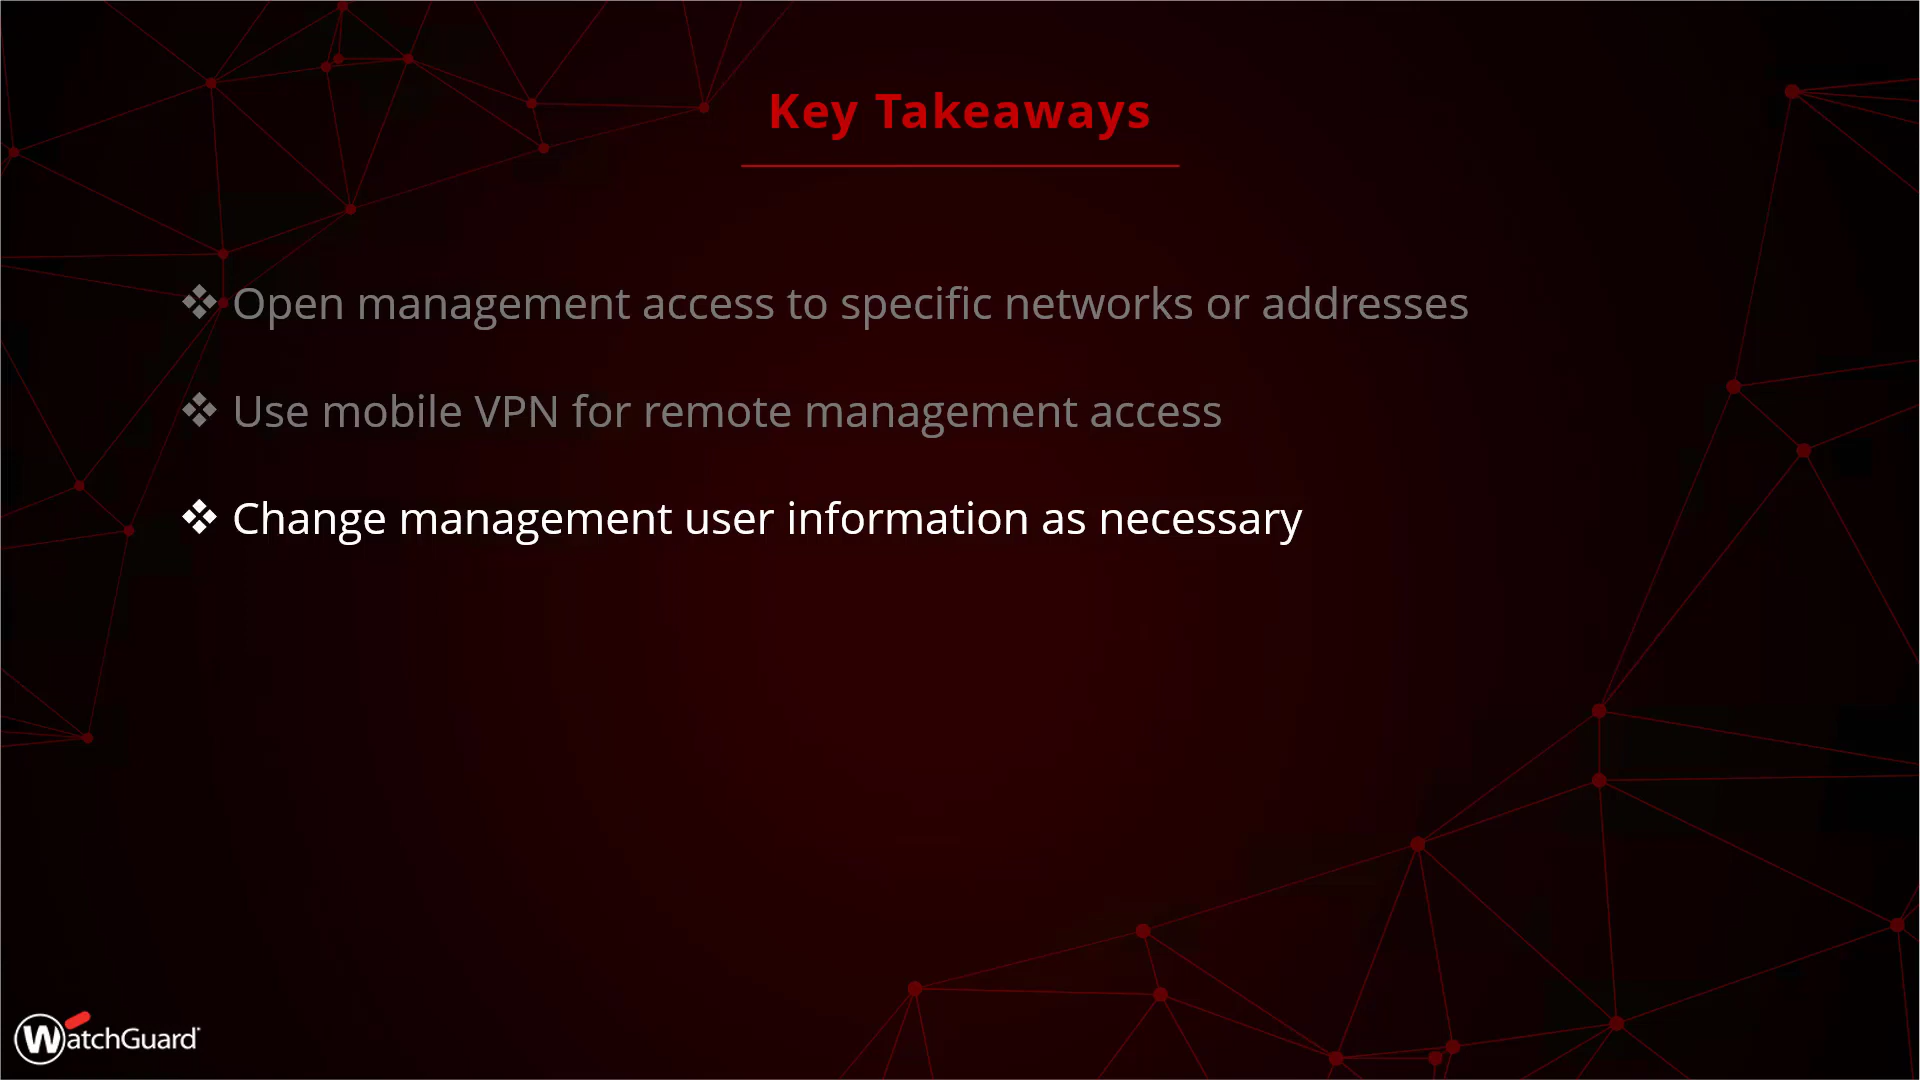 Key Takeaways
❖ Open management access to specific networks or addresses
❖ Use mobile VPN for remote management access
❖ Change management user information as necessary
WatchGuard